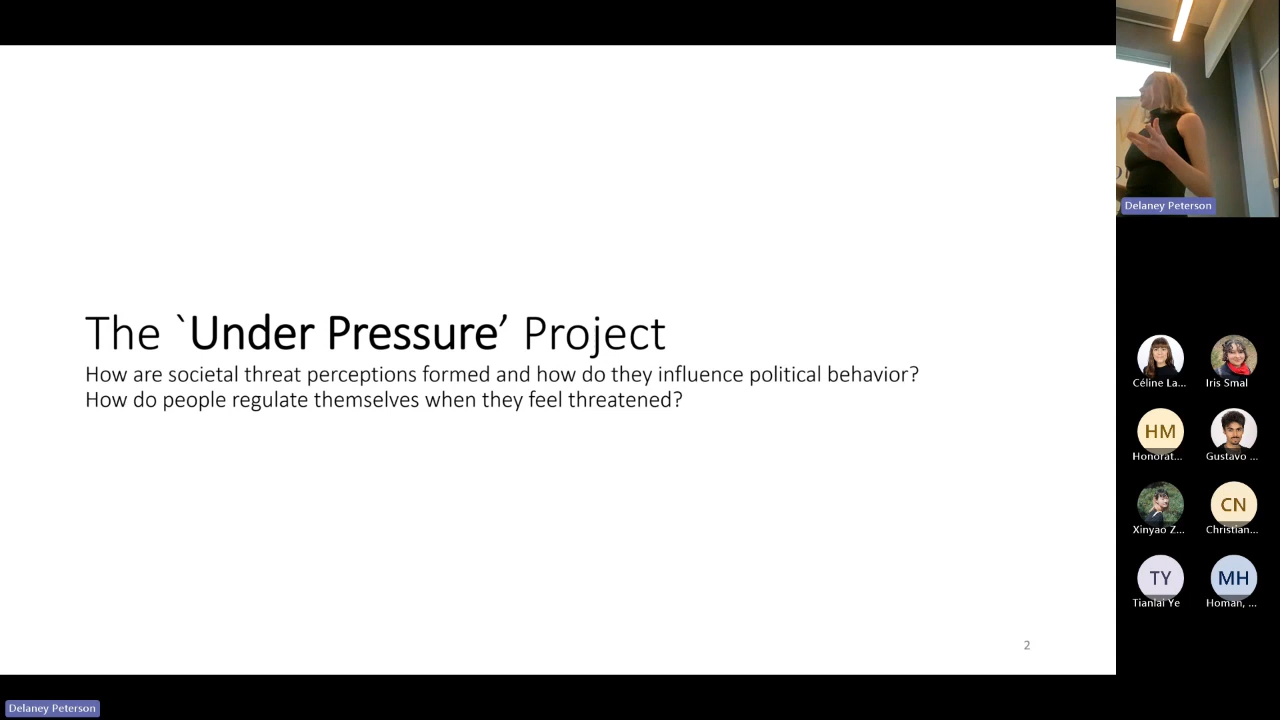 The `Under Pressure’ Project
How are societal threat perceptions formed and how do they influence political behavior?
How do people regulate themselves when they feel threatened?
2
Delaney Peterson
Céline La...
Iris Smal
HM
Honorat...
Gustavo ...
Xinyao Z...
CN
Christian...
TY
Tianlai Ye
MH
Homan, ...
Delaney Peterson